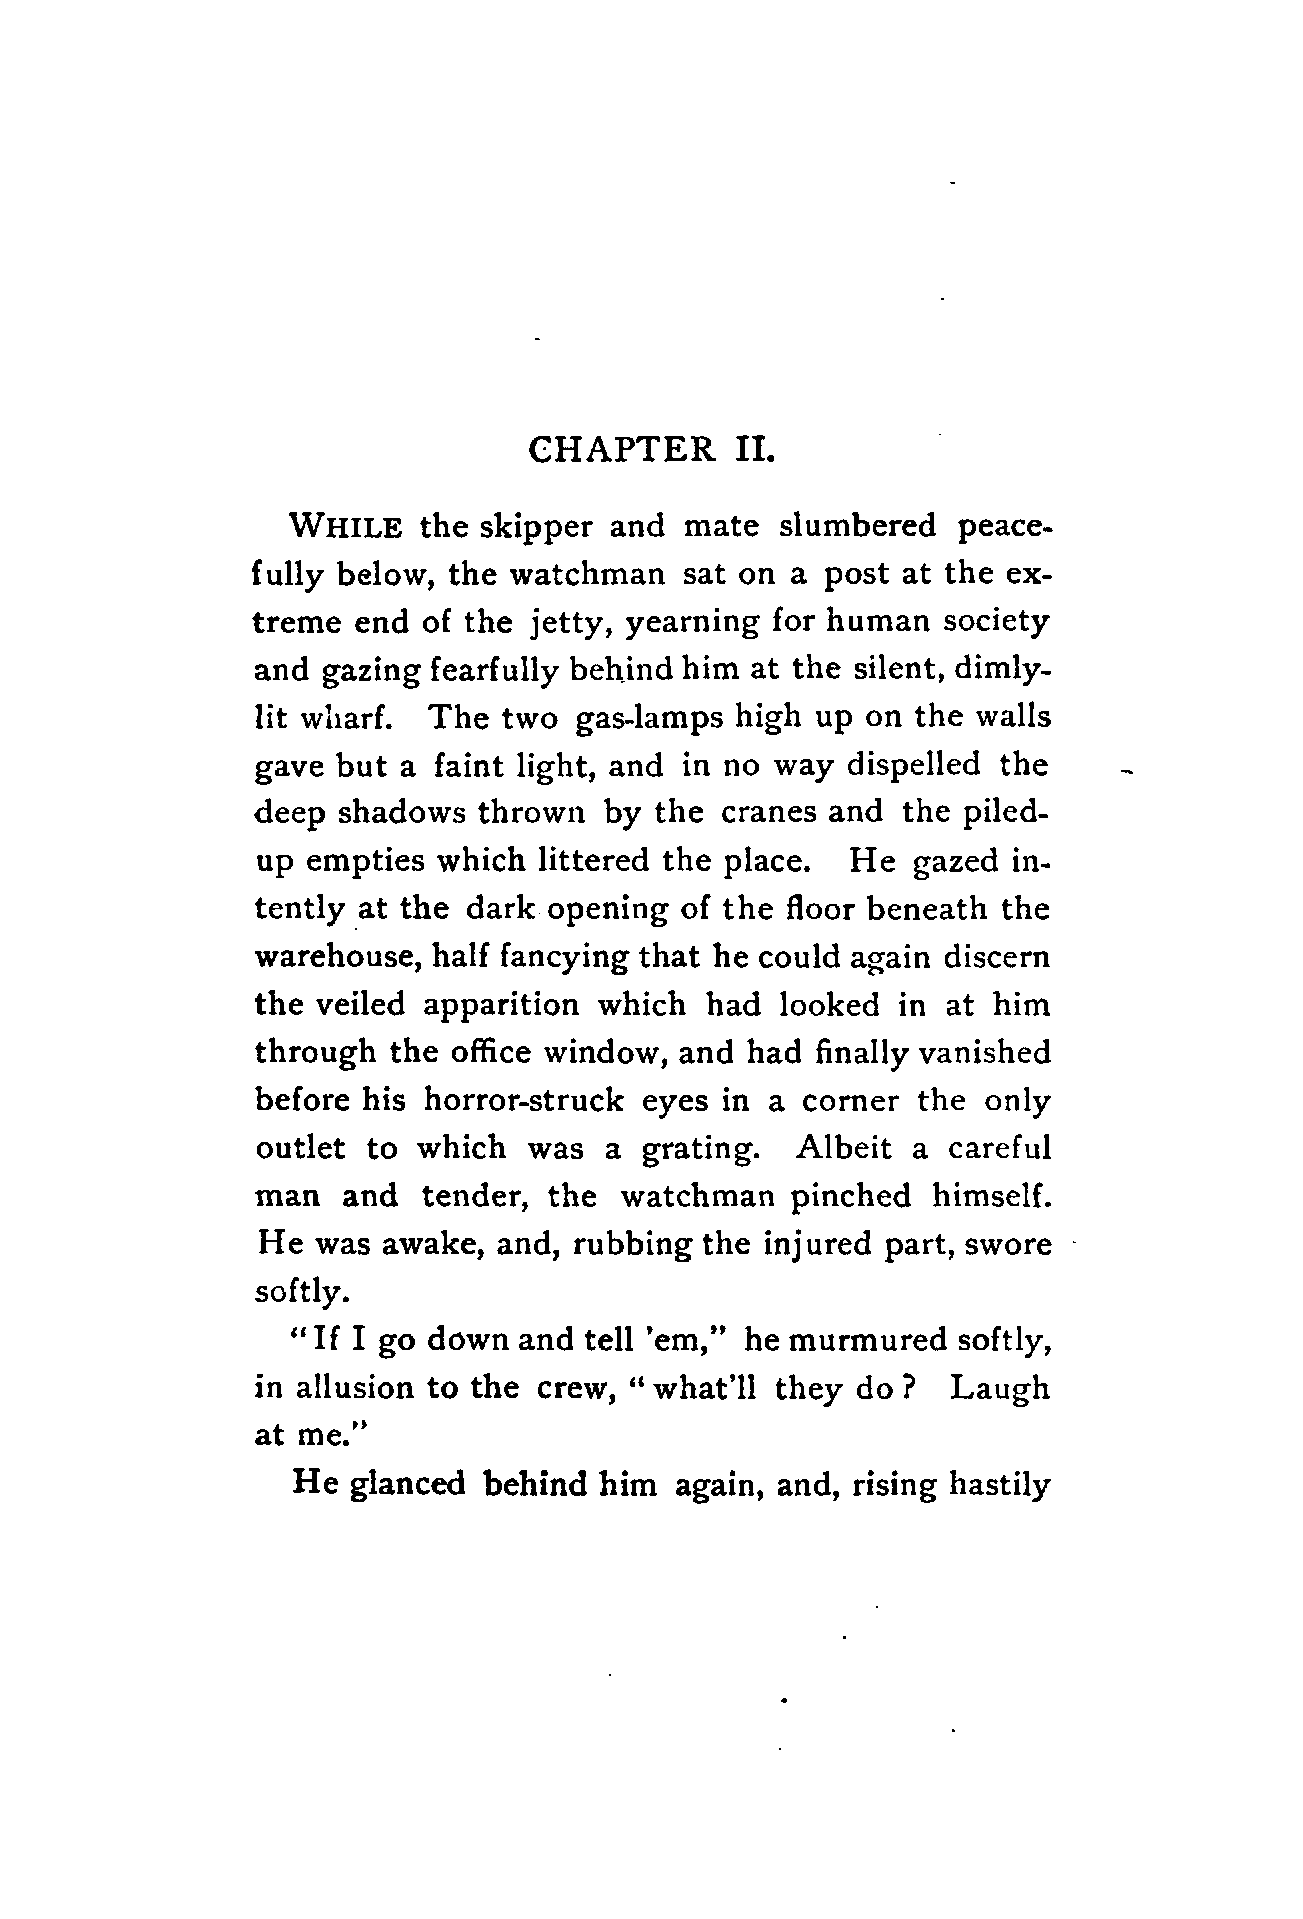 CHAPTER II.
WHILE the skipper and mate slumbered peace-
fully below, the watchman sat on a post at the ex-
treme end of the jetty, yearning for human society
and gazing fearfully behind him at the silent, dimly-
lit wharf. The two gas-lamps high up on the walls
gave but a faint light, and in no way dispelled the
deep shadows thrown by the cranes and the piled-
up empties which littered the place. He gazed in-
tently at the dark opening of the floor beneath the
warehouse, half fancying that he could again discern
the veiled apparition which had looked in at him
through the office window, and had finally vanished
before his horror-struck eyes in a corner the only
outlet to which was a grating. Albeit a careful
man and tender, the watchman pinched himself.
He was awake, and, rubbing the injured part, swore
softly.
"If I go down and tell 'em," he murmured softly,
in allusion to the crew, "what'll they do? Laugh
at me."
He glanced behind him again, and, rising hastily